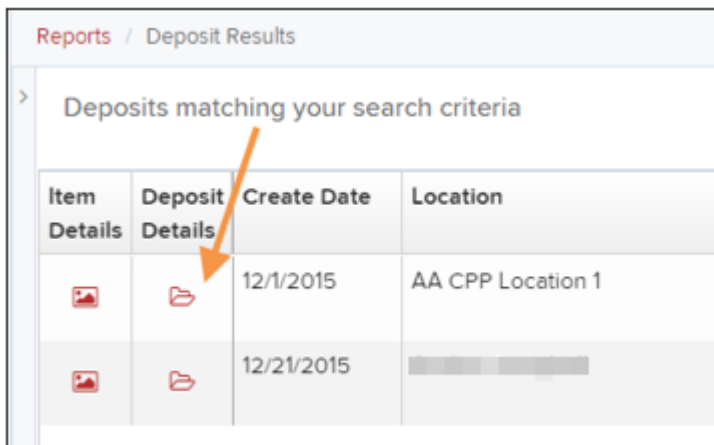 Reports / Deposit Results
>
Deposits matching your search criteria
Item Details Deposit Details Create Date Location
12/1/2015 AA CPP Location 1
12/21/2015